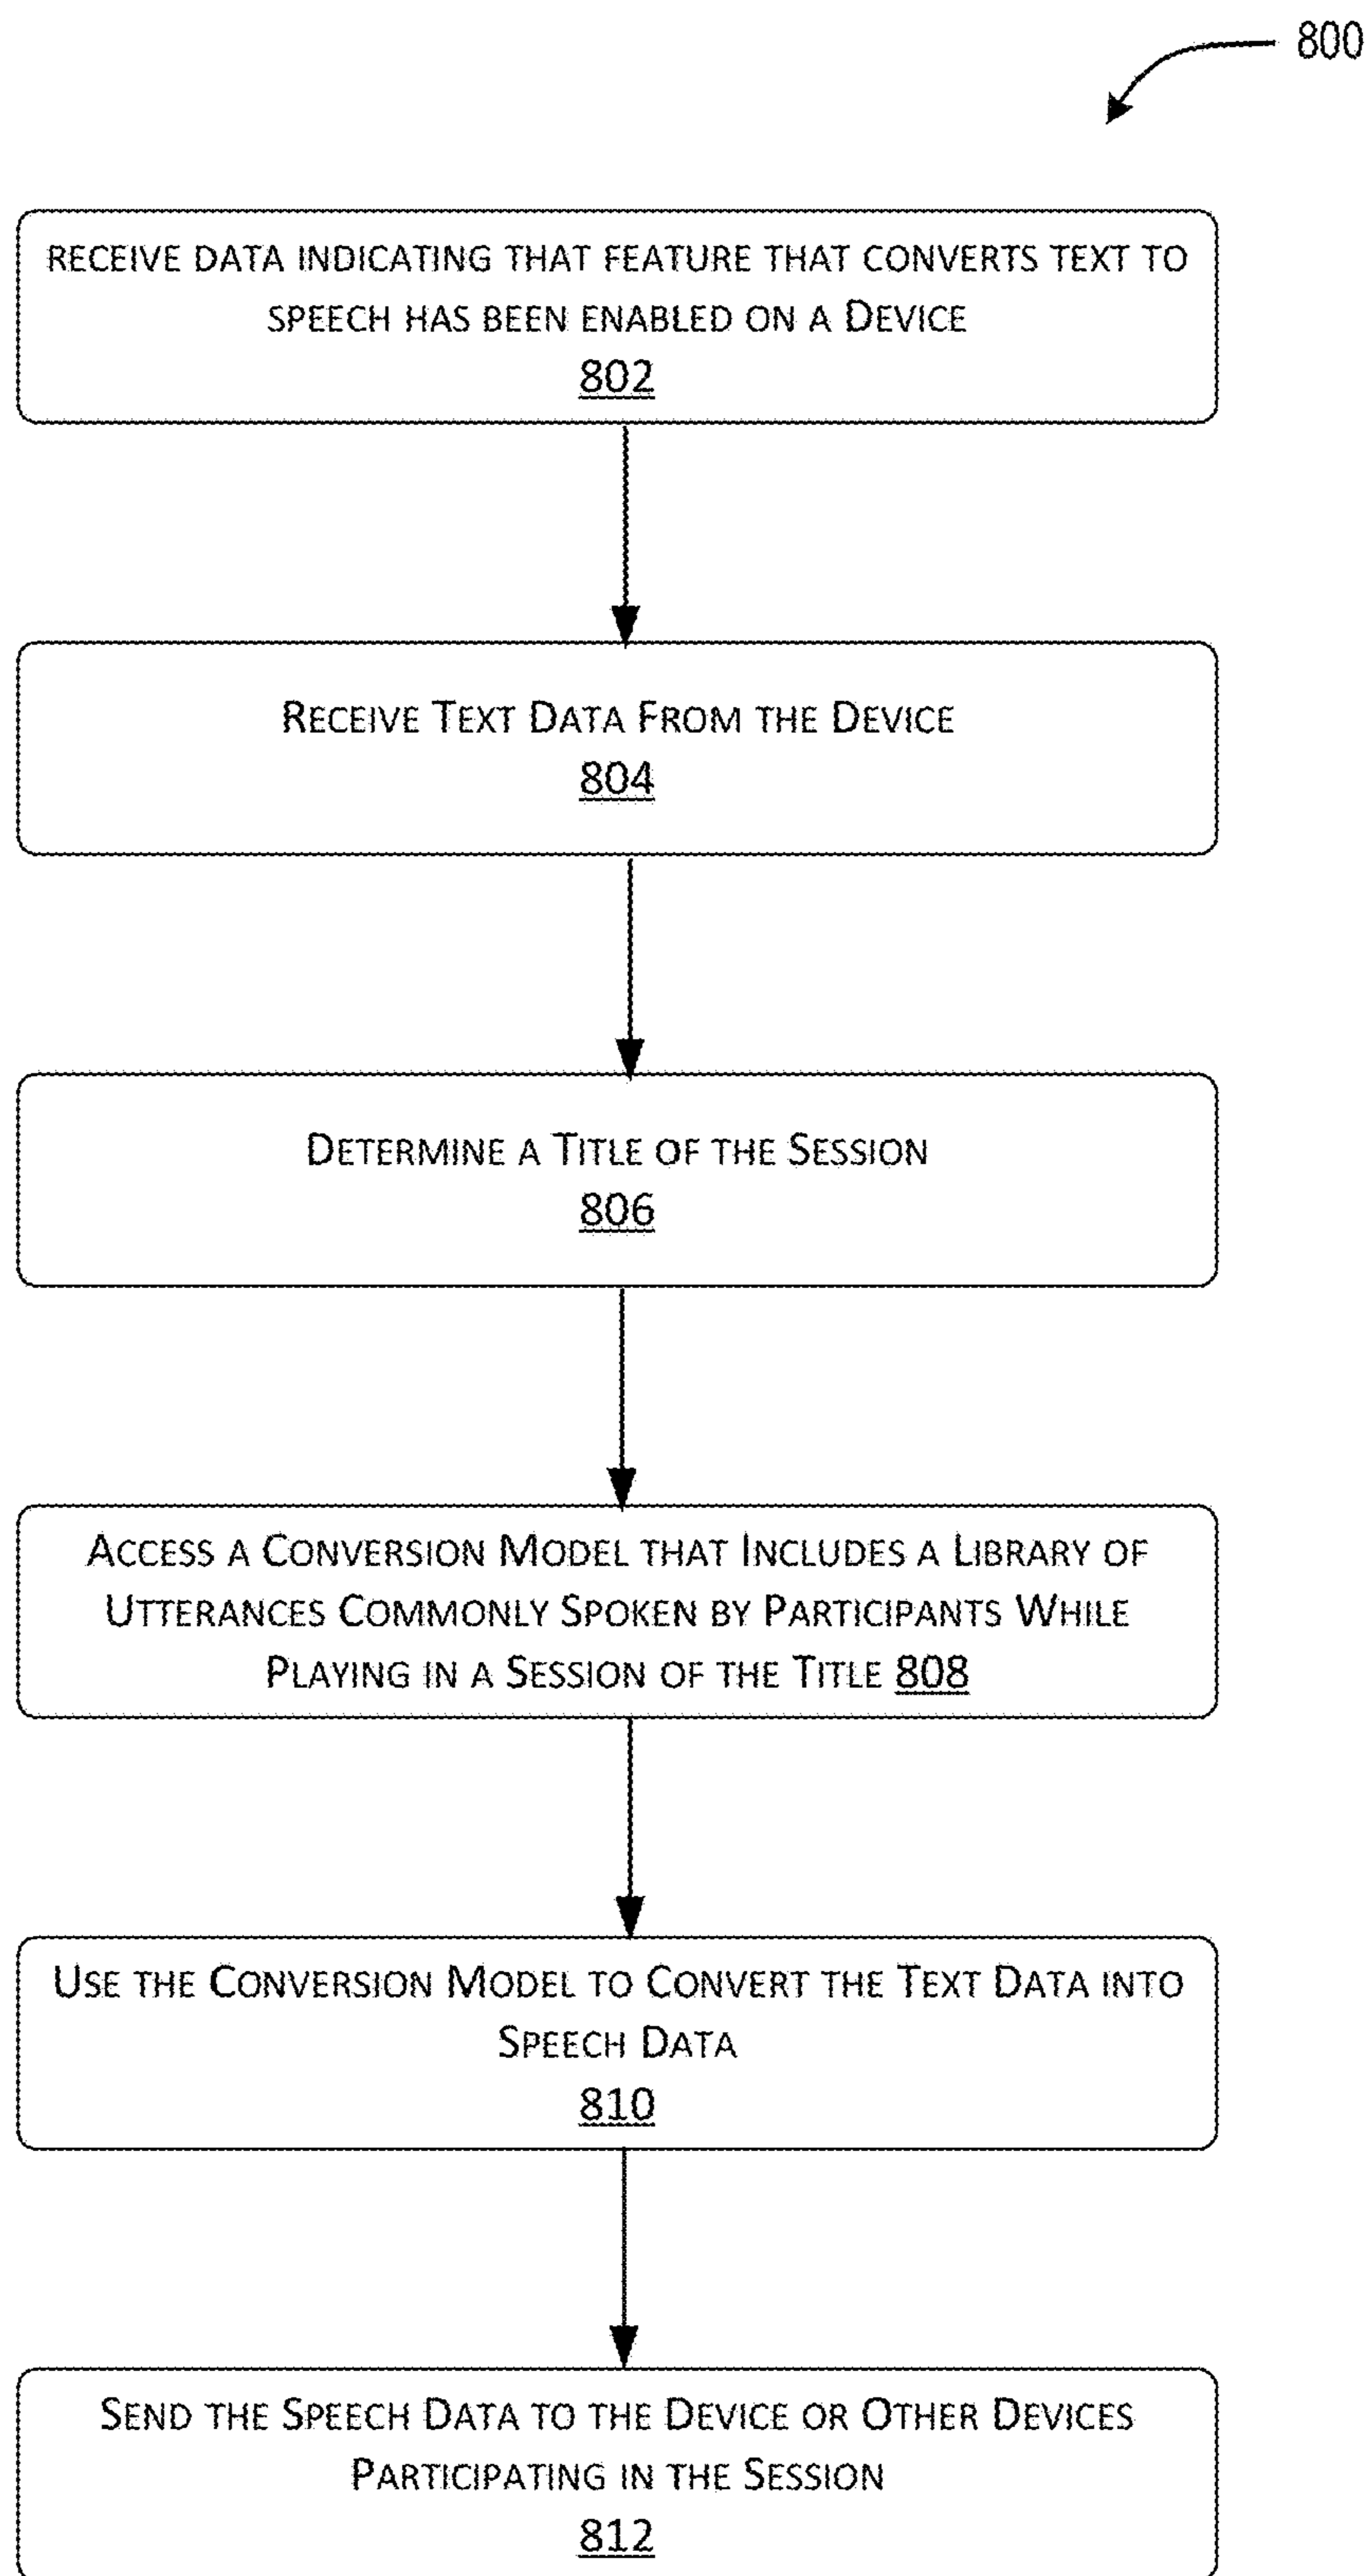 800
RECEIVE DATA INDICATING THAT FEATURE THAT CONVERTS TEXT TO
SPEECH HAS BEEN ENABLED ON A DEVICE
802
RECEIVE TEXT DATA FROM THE DEVICE
804
DETERMINE A TITLE OF THE SESSION
806
ACCESS A CONVERSION MODEL THAT INCLUDES A LIBRARY OF
UTTERANCES COMMONLY SPOKEN BY PARTICIPANTS WHILE
PLAYING IN A SESSION OF THE TITLE 808
USE THE CONVERSION MODEL TO CONVERT THE TEXT DATA INTO
SPEECH DATA
810
SEND THE SPEECH DATA TO THE DEVICE OR OTHER DEVICES
PARTICIPATING IN THE SESSION
812